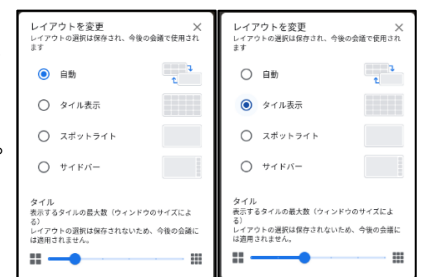 レイアウトを変更
レイアウトの選択は保存され、今後の会議で使用され
ます
自動
タイル表示
スポットライト
サイドバー
タイル
表示するタイルの最大数（ウィンドウのサイズによ
る）
レイアウトの選択は保存されないため、今後の会議に
は適用されません。
レイアウトを変更
レイアウトの選択は保存され、今後の会議で使用され
ます
自動
タイル表示
スポットライト
サイドバー
タイル
表示するタイルの最大数（ウィンドウのサイズによ
る）
レイアウトの選択は保存されないため、今後の会議に
は適用されません。